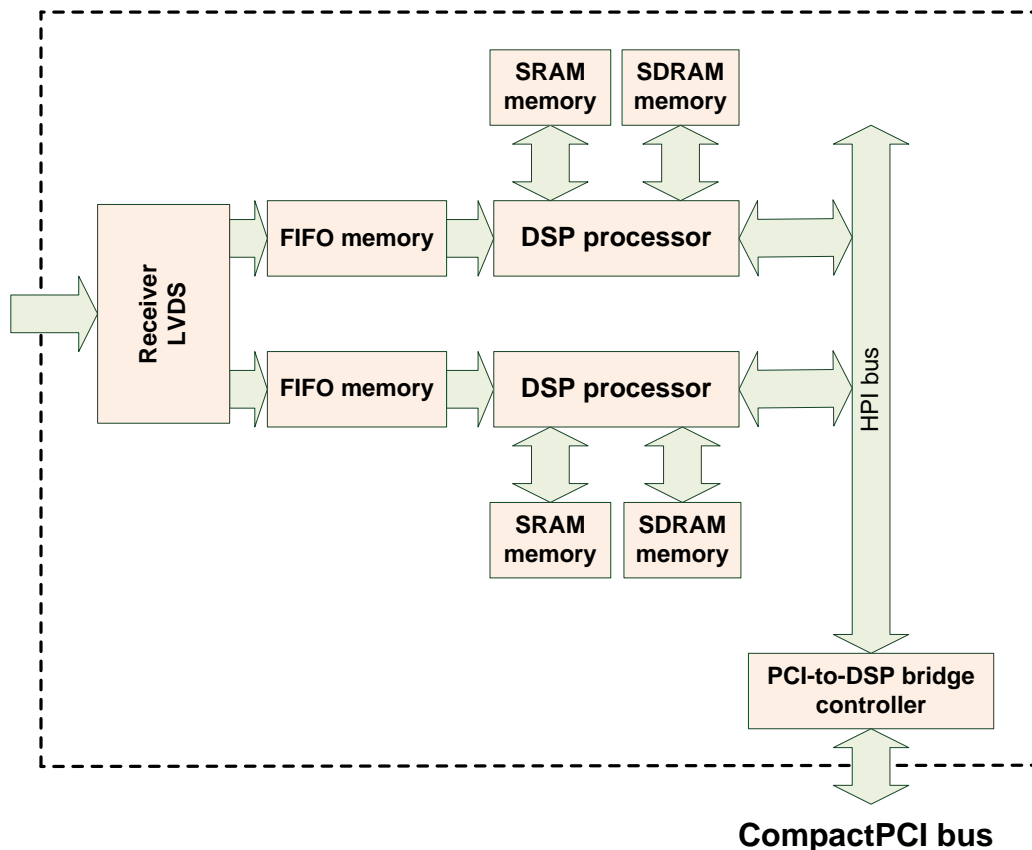 SRAM
memory
SDRAM
memory
Receiver
LVDS
FIFO memory
DSP processor
FIFO memory
DSP processor
HPI bus
SRAM
memory
SDRAM
memory
PCI-to-DSP bridge
controller
CompactPCI bus